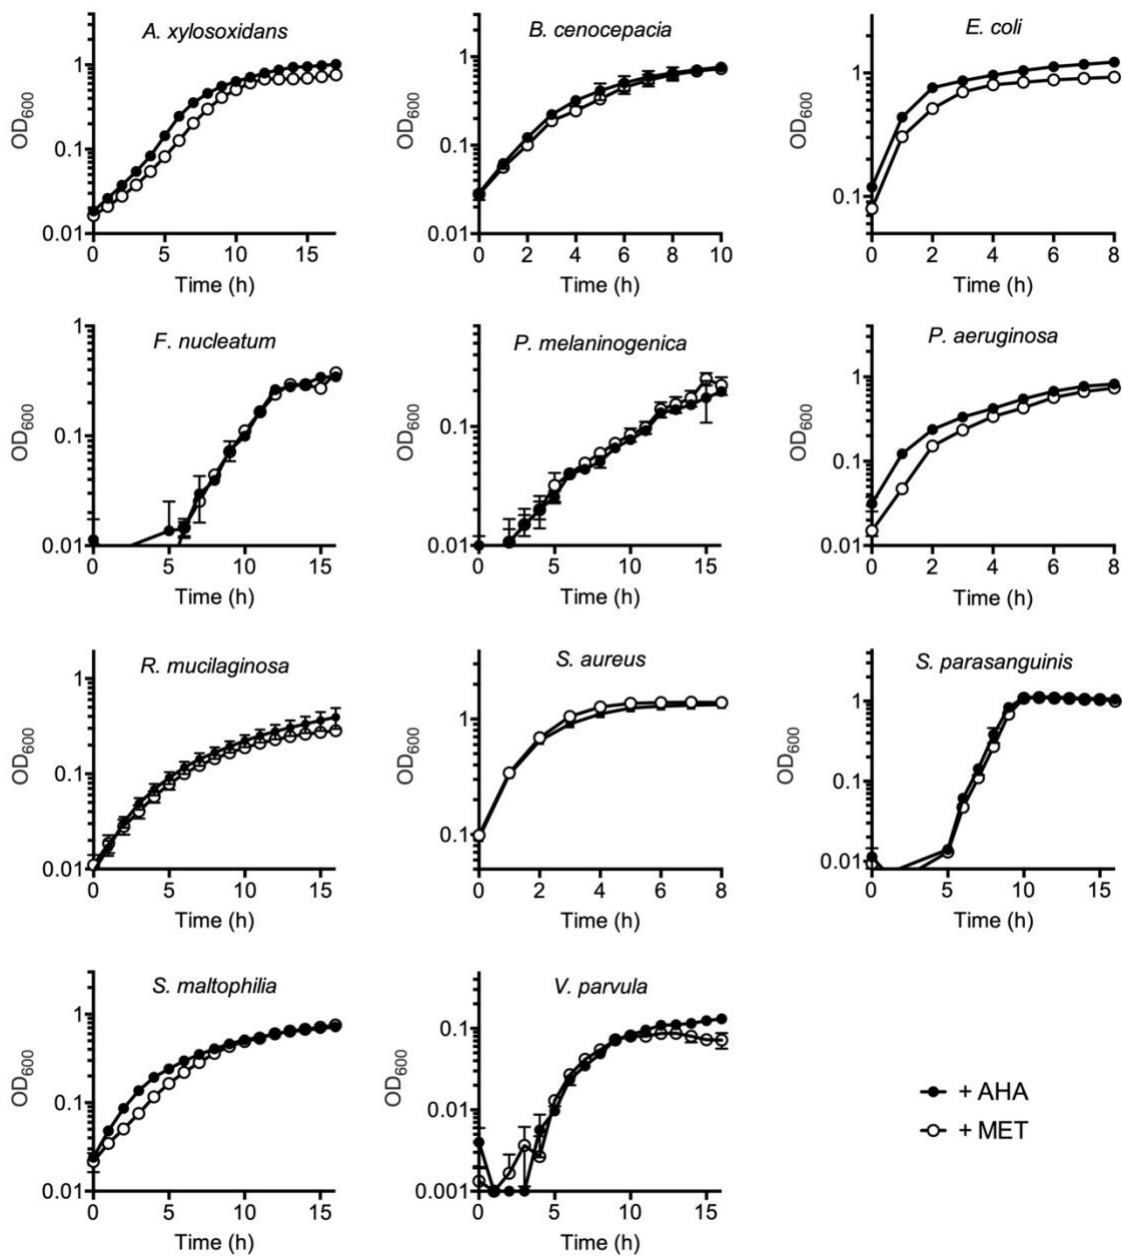 A. xylosoxidans
OD600
1
0.1
0.01
0 5 10 15
Time (h)
B. cenocepacia
OD600
1
0.1
0.01
0 2 4 6 8 10
Time (h)
E. coli
OD600
1
0.1
0 2 4 6 8
Time (h)
F. nucleatum
OD600
1
0.1
0.01
0 5 10 15
Time (h)
P. melaninogenica
OD600
0.1
0.01
5 10 15
Time (h)
P. aeruginosa
OD600
1
0.1
0.01
0 2 4 6 8
Time (h)
R. mucilaginosa
OD600
1
0.1
0.01
0 5 10 15
Time (h)
S. aureus
OD600
1
0.1
0 2 4 6 8
Time (h)
S. parasanguinis
OD600
1
0.1
0.01
0 5 10 15
Time (h)
S. maltophilia
OD600
1
0.1
0.01
0 5 10 15
Time (h)
V. parvula
OD600
0.1
0.01
0.001
0 5 10 15
Time (h)
+ AHA
+ MET